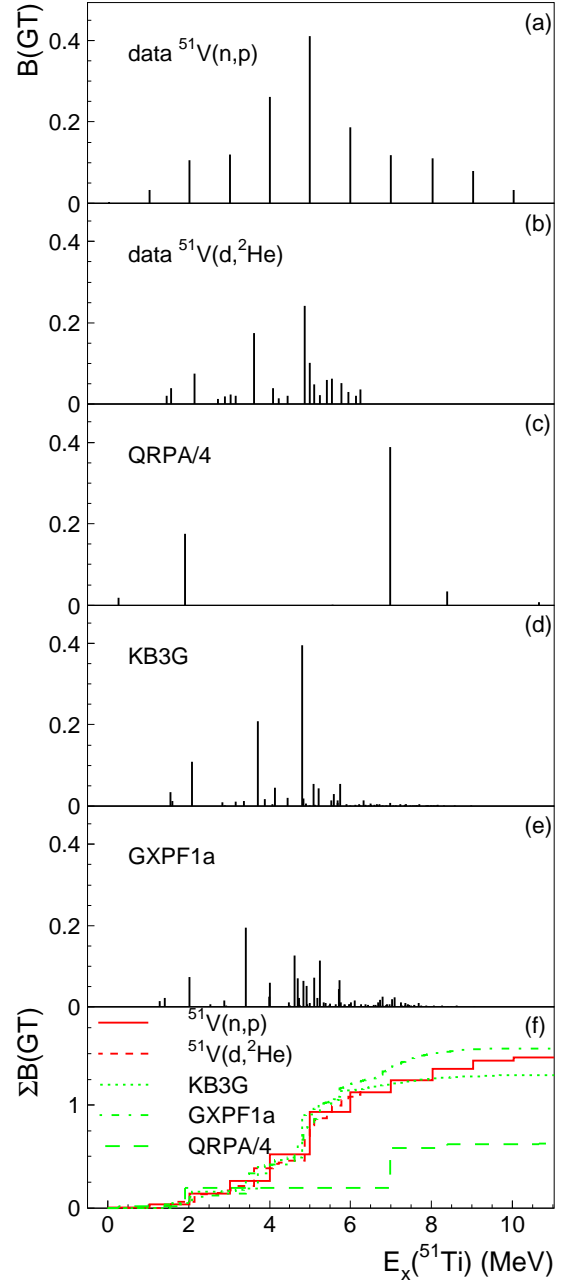 B(GT)
(a)
data ⁵¹V(n,p)
0.4
0.2
0
(b)
data ⁵¹V(d,²He)
0.4
0.2
0
(c)
QRPA/4
0.4
0.2
0
(d)
KB3G
0.4
0.2
0
(e)
GXPF1a
0.4
0.2
0
ΣB(GT)
(f)
⁵¹V(n,p)
⁵¹V(d,²He)
KB3G
GXPF1a
QRPA/4
1
0
0 2 4 6 8 10
Eₓ(⁵¹Ti) (MeV)